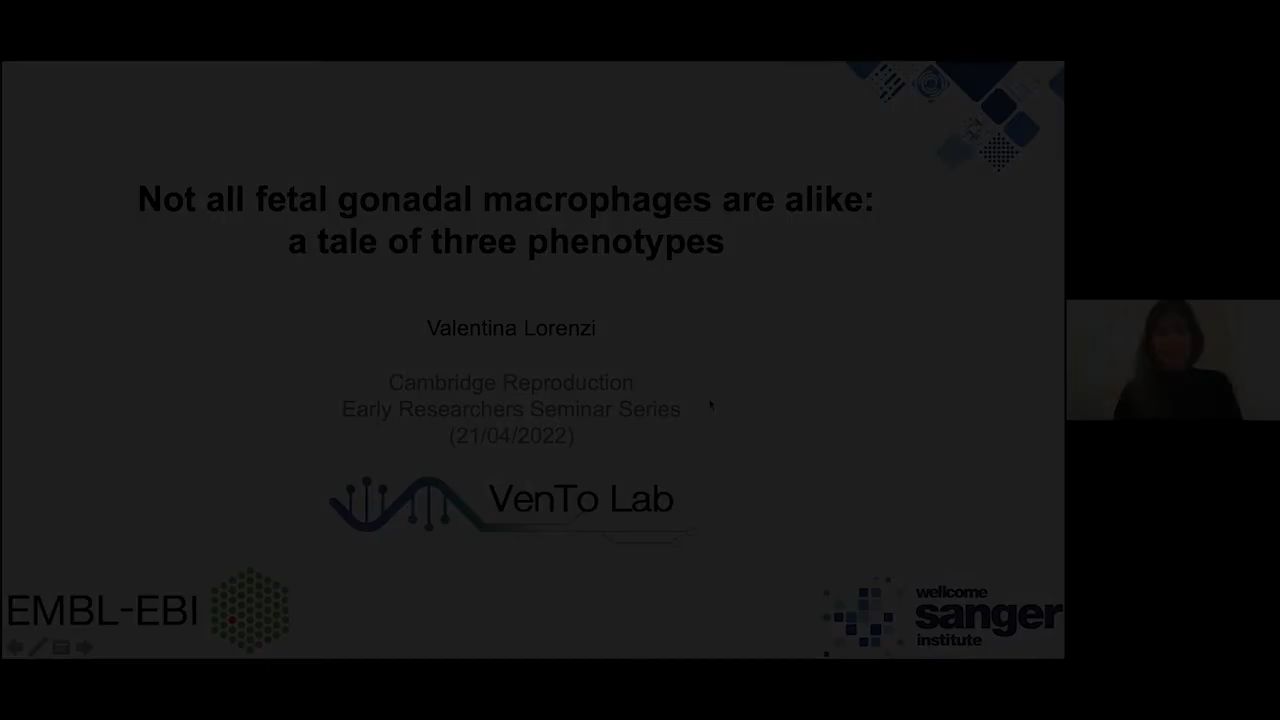 Not all fetal gonadal macrophages are alike:
a tale of three phenotypes
Valentina Lorenzi
Cambridge Reproduction
Early Researchers Seminar Series
(21/04/2022)
VenTo Lab
EMBL-EBI
wellcome
sanger
institute